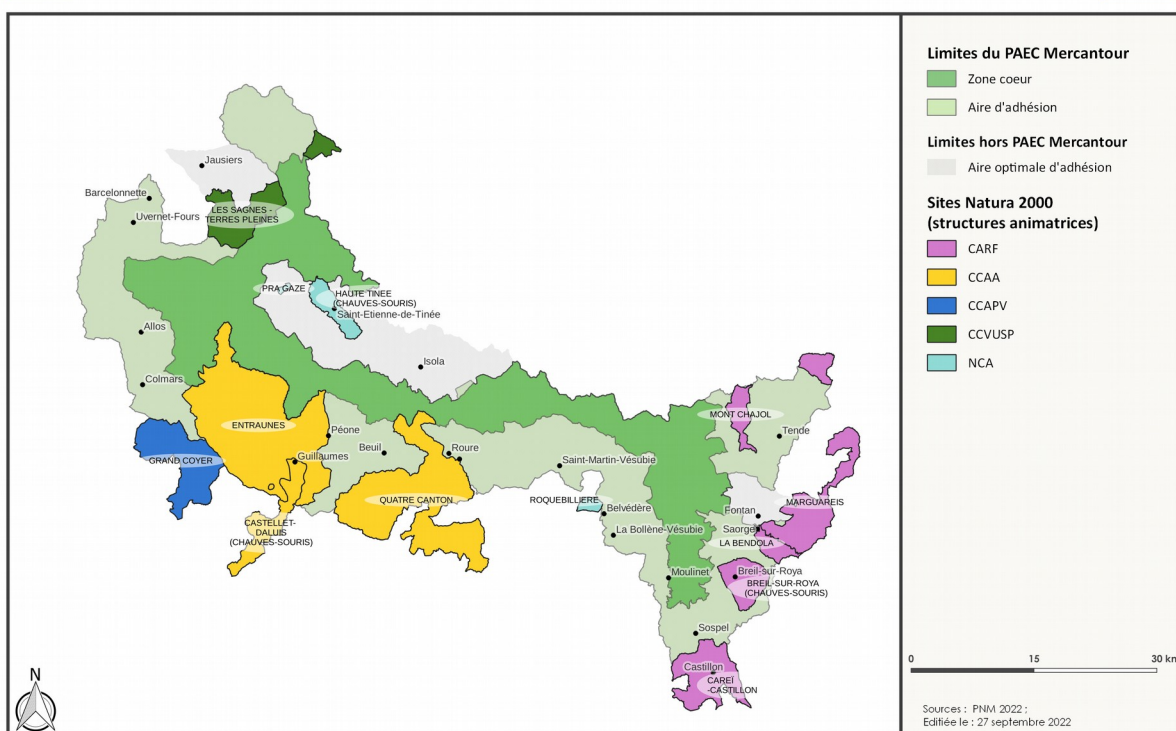 Jausiers
Barcelonnette
Uvernet-Fours
LES SAGNES -
TERRES PLEINES
PRA GAZE
HAUTE TINEE
(CHAUVES-SOURIS)
Saint-Etienne-de-Tinée
Allos
Isola
Colmars
MONT CHAJOL
ENTRAUNES
Péone
Tende
Beuil
Roure
GRAND COYER
Guillaumes
Saint-Martin-Vésubie
QUATRE CANTON
ROQUEBILLIERE
MARGUAREIS
Belvédère
Fontan
CASTELLET-
DALUIS
(CHAUVES-SOURIS)
Saorge
La Bollène-Vésubie
LA BENDOLA
Moulinet
Breil-sur-Roya
BREIL-SUR-ROYA
(CHAUVES-SOURIS)
Sospel
Castillon
CAREÏ
-CASTILLON
N
Limites du PAEC Mercantour
Zone coeur
Aire d'adhésion
Limites hors PAEC Mercantour
Aire optimale d'adhésion
Sites Natura 2000
(structures animatrices)
CARF
CCAA
CCAPV
CCVUSP
NCA
0 15 30 km
Sources : PNM 2022 ;
Editiée le : 27 septembre 2022